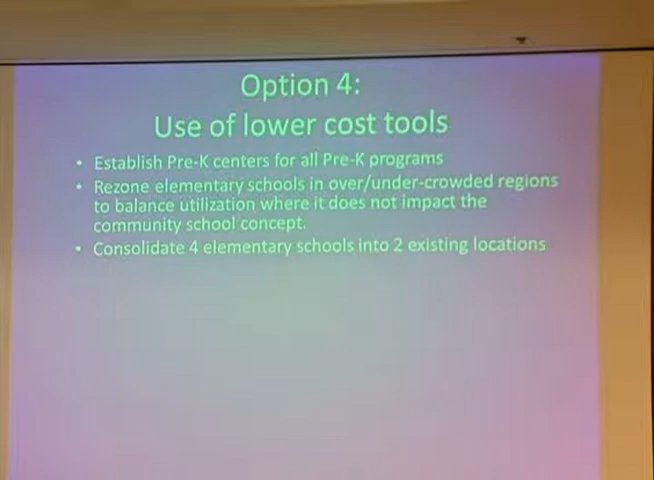 Option 4:
Use of lower cost tools
• Establish Pre-K centers for all Pre-K programs
• Rezone elementary schools in over/under-crowded regions
to balance utilization where it does not impact the
community school concept.
• Consolidate 4 elementary schools into 2 existing locations